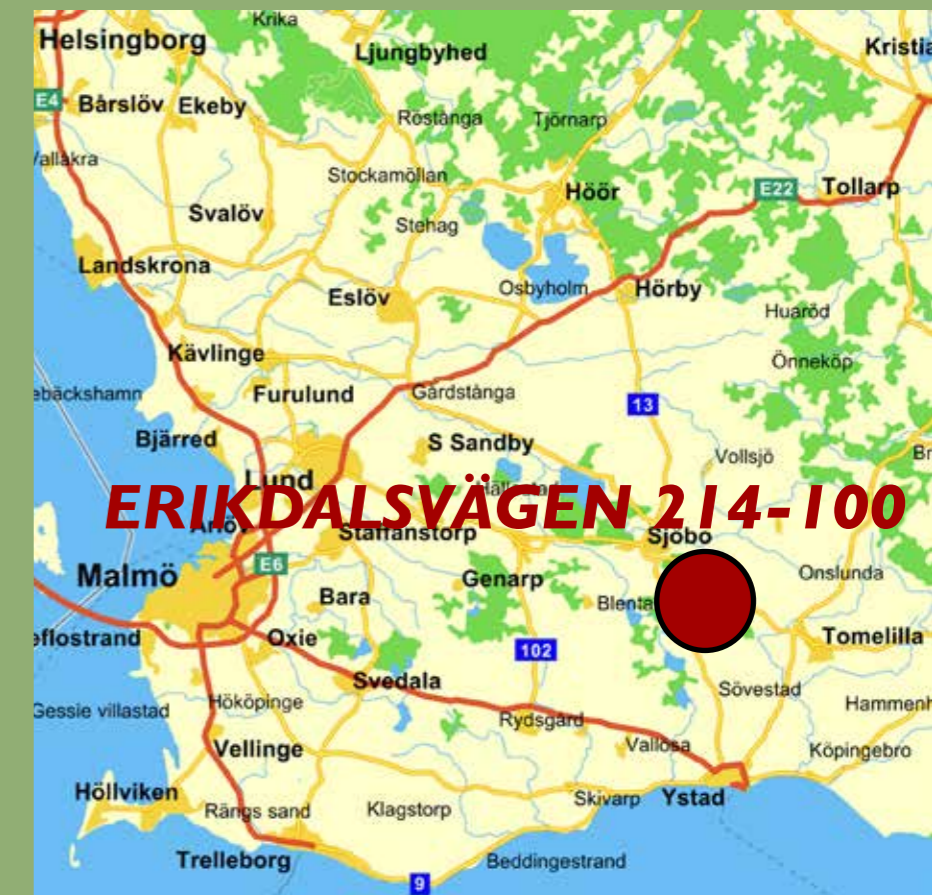 Krika
Helsingborg
Ljungbyhed
E4
Bårslöv
Ekeby
Röstånga
Tjörnarp
Stockamöllan
Höör
E22
Tollarp
Svalöv
Stehag
Landskrona
Eslöv
Osbyholm
Hörby
Huaröd
Kävlinge
Önneköp
Furulund
Gårdstånga
13
Bjärred
S Sandby
Vollsjö
Lund
ERIKDALSVÄGEN 214-100
Staffanstorp
Sjöbo
E6
Malmö
Genarp
Onslunda
Bara
Blenta
eflostrand
Oxie
102
Tomelilla
Svedala
Sövestad
Hököpinge
Hammenh
Gessie villastad
Rydsgård
Vellinge
Vallösa
Köpingebro
Höllviken
Rängs sand
Klagstorp
Skivarp
Ystad
Trelleborg
Beddingestrand
9